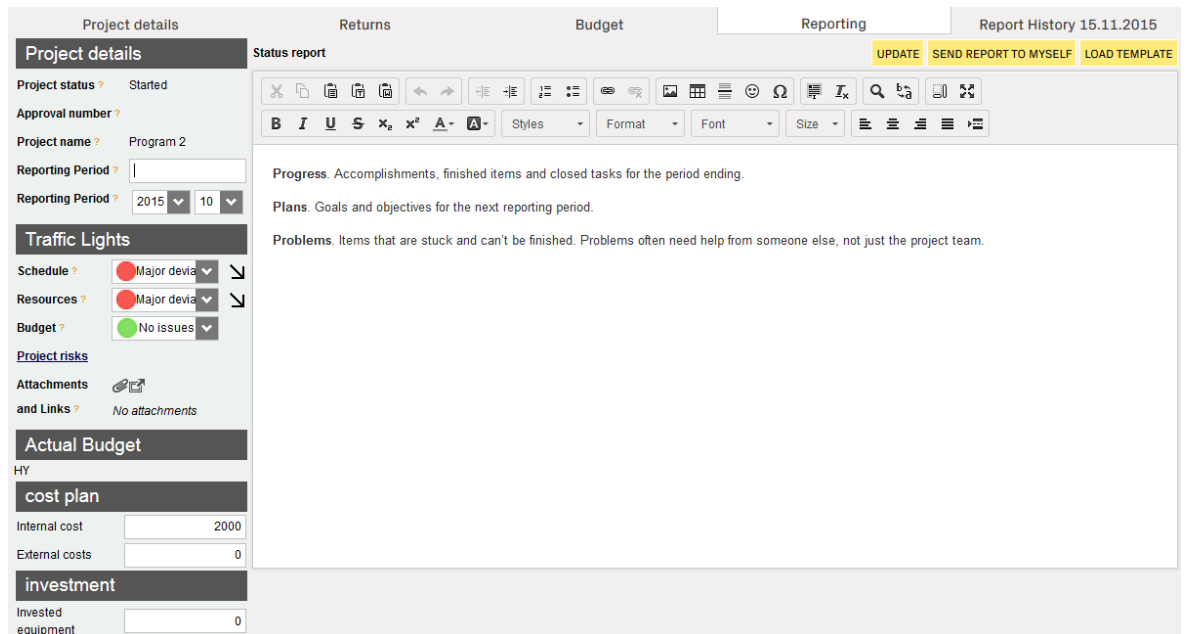 Project details Returns Budget Reporting Report History 15.11.2015
Project details
Status report UPDATE SEND REPORT TO MYSELF LOAD TEMPLATE
Project status ? Started
Approval number ?
Project name ? Program 2
Reporting Period ?
Reporting Period ? 2015 10
Traffic Lights
Schedule ? Major devia
Resources ? Major devia
Budget ? No issues
Project risks
Attachments
and Links ? No attachments
Actual Budget
HY
cost plan
Internal cost 2000
External costs 0
investment
Invested
equipment 0
B I U S x₂ x² A A Styles Format Font Size
Progress. Accomplishments, finished items and closed tasks for the period ending.
Plans. Goals and objectives for the next reporting period.
Problems. Items that are stuck and can't be finished. Problems often need help from someone else, not just the project team.